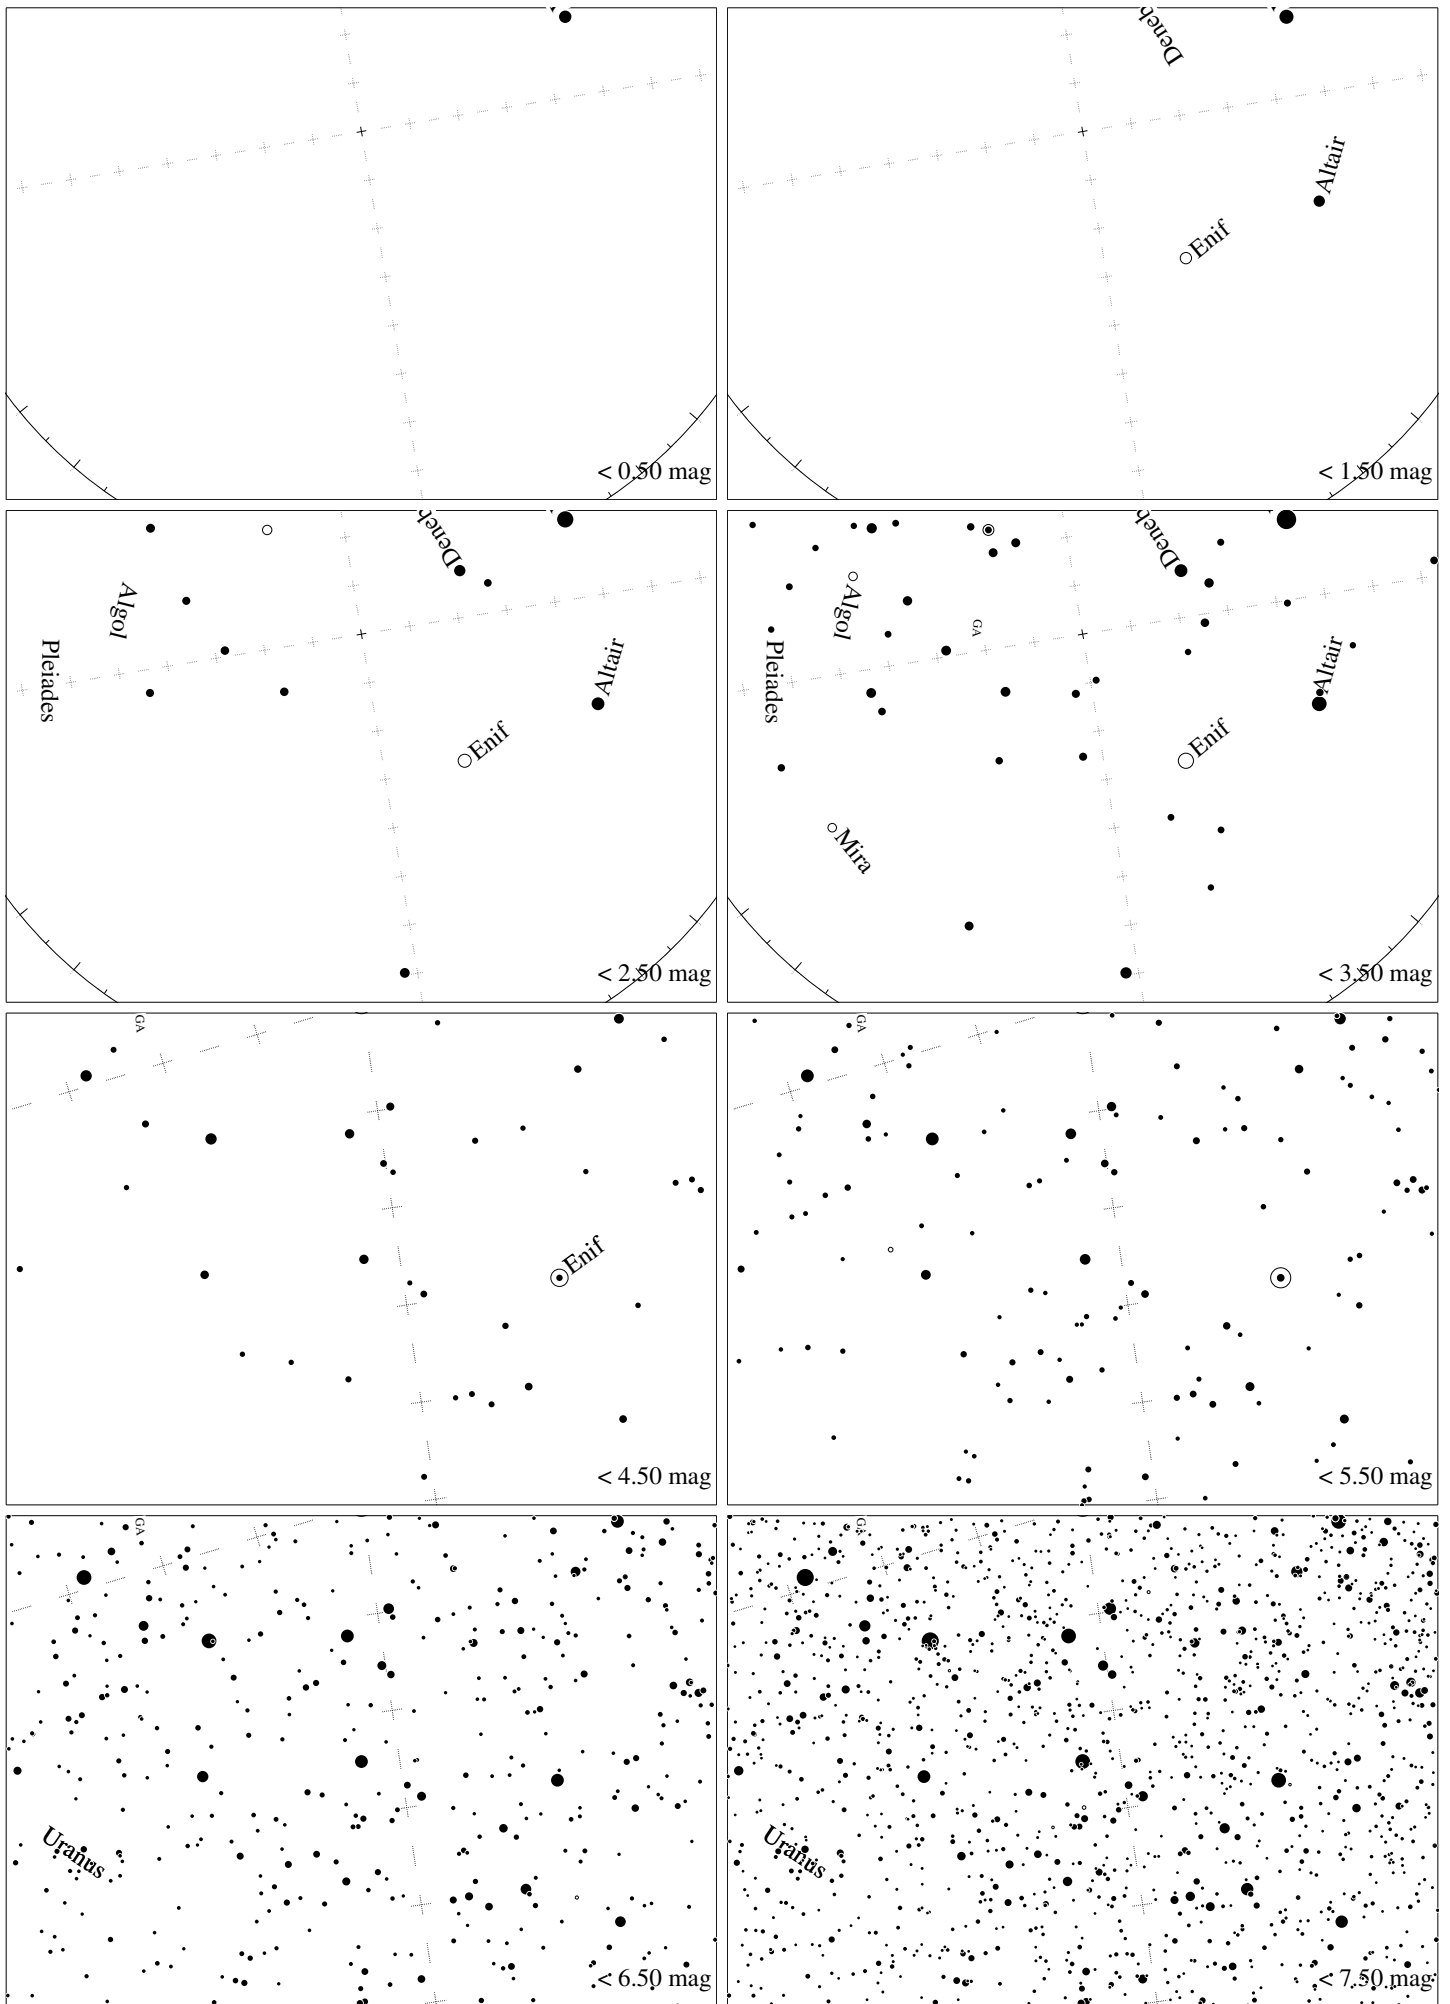 < 0.50 mag
Deneb
Altair
Enif
< 1.50 mag
Deneb
Algol
Pleiades
Altair
Enif
< 2.50 mag
Deneb
Algol
GA
Pleiades
Altair
Enif
Mira
< 3.50 mag
GA
Enif
< 4.50 mag
GA
< 5.50 mag
GA
Uranus
< 6.50 mag
GA
Uranus
< 7.50 mag